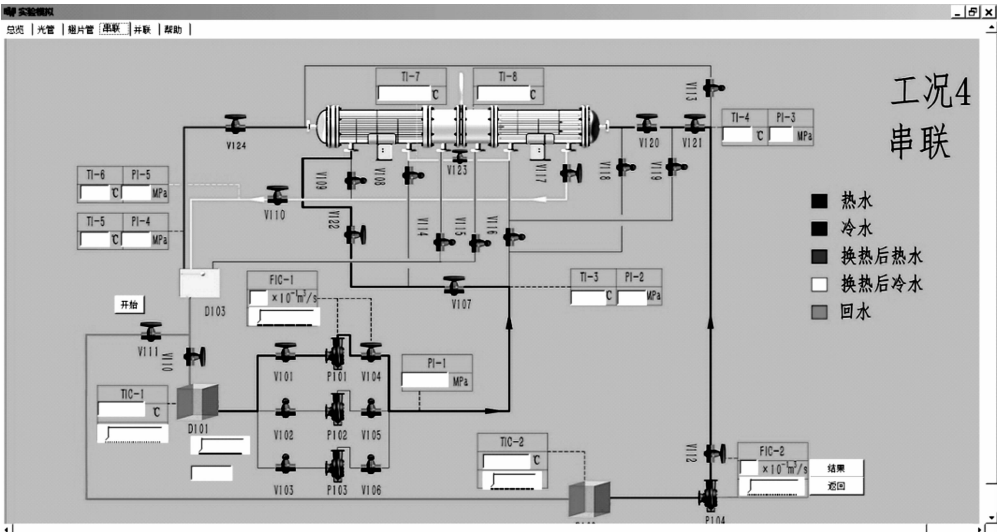 实验模拟
总览 光管 翅片管 串联 并联 帮助
工况4
串联
TI-7
℃
TI-8
℃
V113
TI-4 PI-3
℃ MPa
V124
V120
V121
V123
TI-6 PI-5
℃ MPa
V109
V108
V117
V118
V119
V110
热水
冷水
换热后热水
换热后冷水
回水
TI-5 PI-4
℃ MPa
V122
V114
V115
V116
FIC-1
×10⁻¹m³/s
TI-3 PI-2
℃ MPa
V107
D103
开始
V111
V110
V101
P101
V104
PI-1
MPa
TIC-1
℃
D101
V102
P102
V105
V103
P103
V106
TIC-2
℃
V112
FIC-2
×10⁻¹m³/s
结果
返回
P104